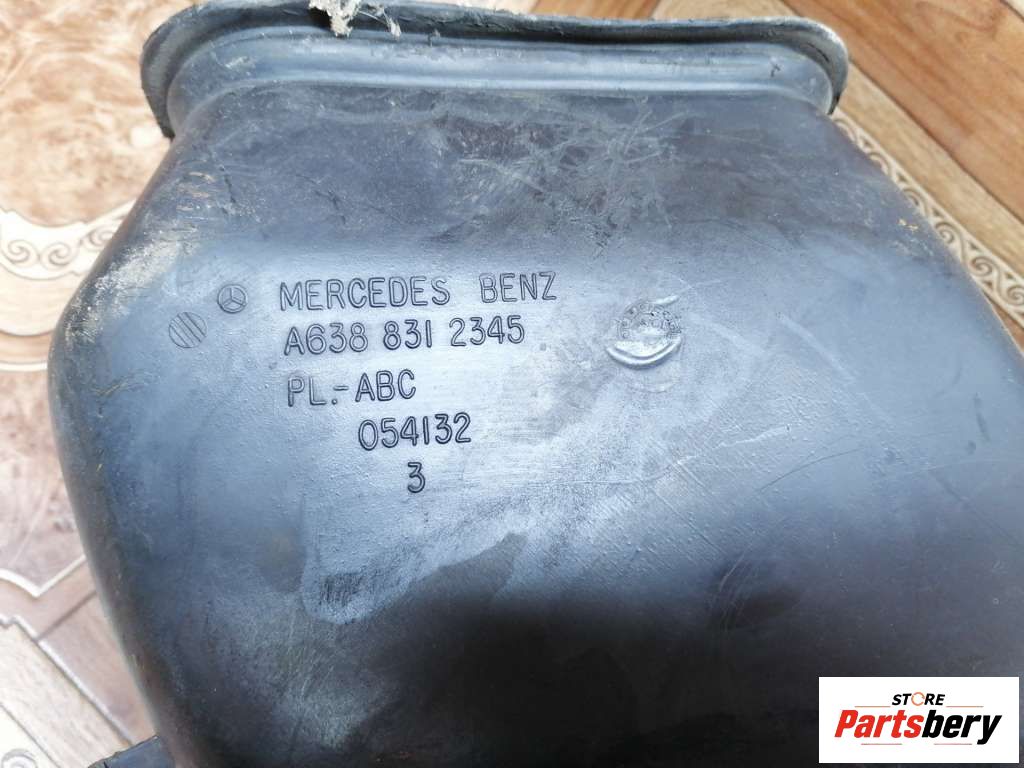 MERCEDES BENZ
A638 831 2345
PL.-ABC
054132
3
STORE
Partsbery